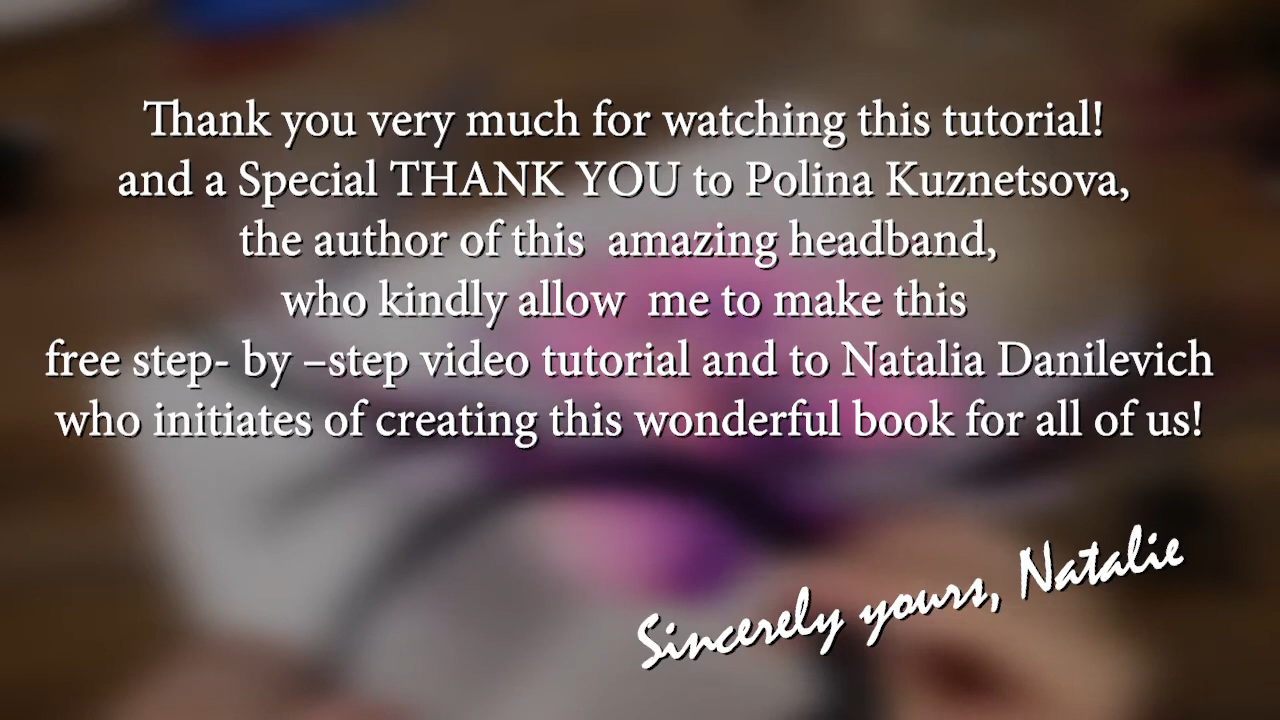 Thank you very much for watching this tutorial!
and a Special THANK YOU to Polina Kuznetsova,
the author of this  amazing headband,
who kindly allow  me to make this
free step- by –step video tutorial and to Natalia Danilevich
who initiates of creating this wonderful book for all of us!
Sincerely yours, Natalie